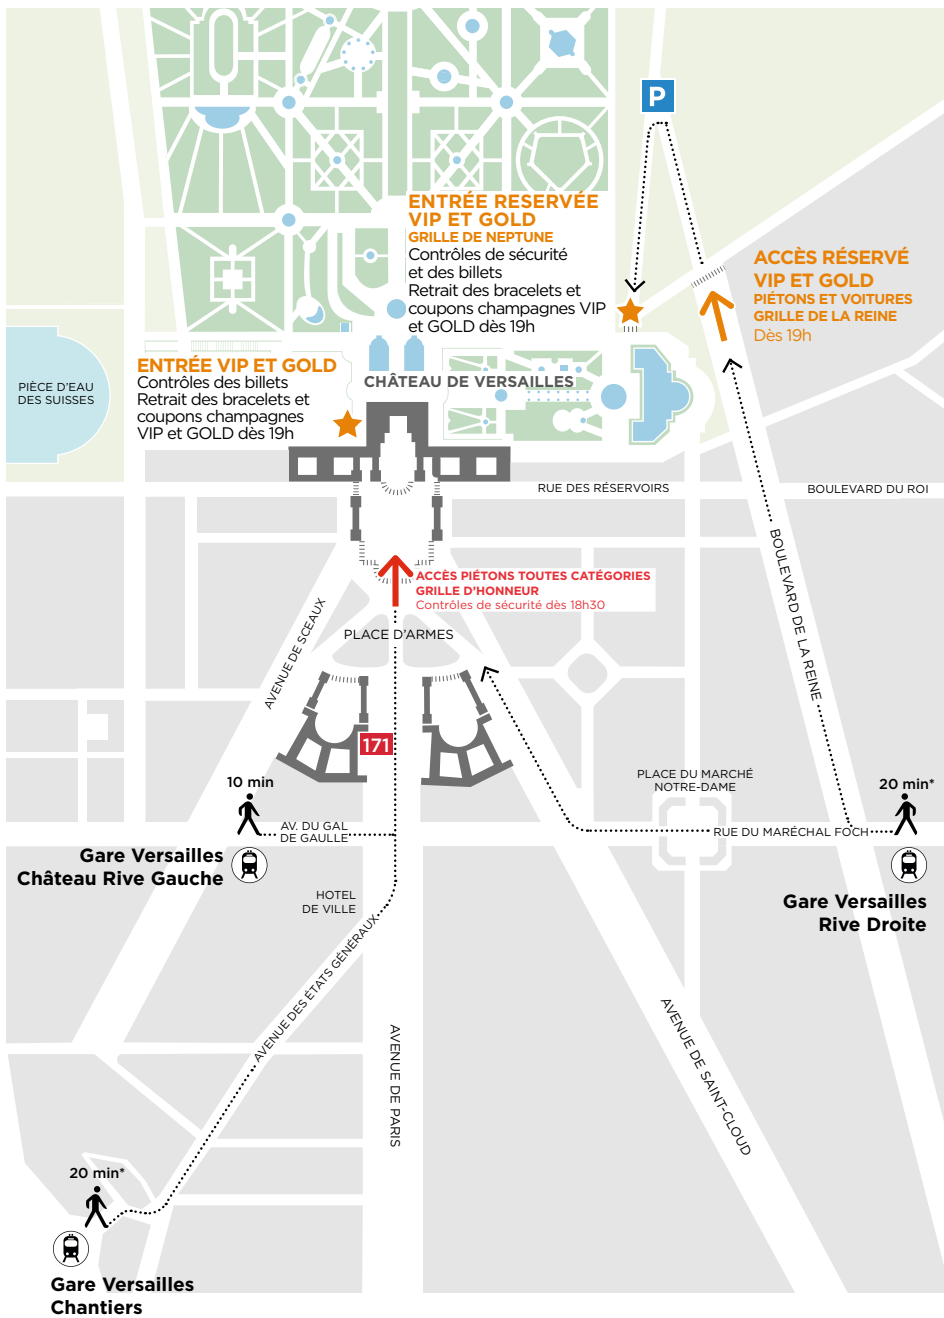 P
ENTRÉE RESERVÉE
VIP ET GOLD
GRILLE DE NEPTUNE
Contrôles de sécurité
et des billets
Retrait des bracelets et
coupons champagnes VIP
et GOLD dès 19h
ACCÈS RÉSERVÉ
VIP ET GOLD
PIÉTONS ET VOITURES
GRILLE DE LA REINE
Dès 19h
ENTRÉE VIP ET GOLD
Contrôles des billets
Retrait des bracelets et
coupons champagnes
VIP et GOLD dès 19h
PIÈCE D'EAU
DES SUISSES
CHÂTEAU DE VERSAILLES
RUE DES RÉSERVOIRS
BOULEVARD DU ROI
BOULEVARD DE LA REINE
ACCÈS PIÉTONS TOUTES CATÉGORIES
GRILLE D'HONNEUR
Contrôles de sécurité dès 18h30
AVENUE DE SCEAUX
PLACE D'ARMES
171
10 min
AV. DU GAL
DE GAULLE
Gare Versailles
Château Rive Gauche
PLACE DU MARCHÉ
NOTRE-DAME
20 min*
RUE DU MARÉCHAL FOCH
Gare Versailles
Rive Droite
HOTEL
DE VILLE
AVENUE DES ÉTATS GÉNÉRAUX
AVENUE DE PARIS
AVENUE DE SAINT-CLOUD
20 min*
Gare Versailles
Chantiers